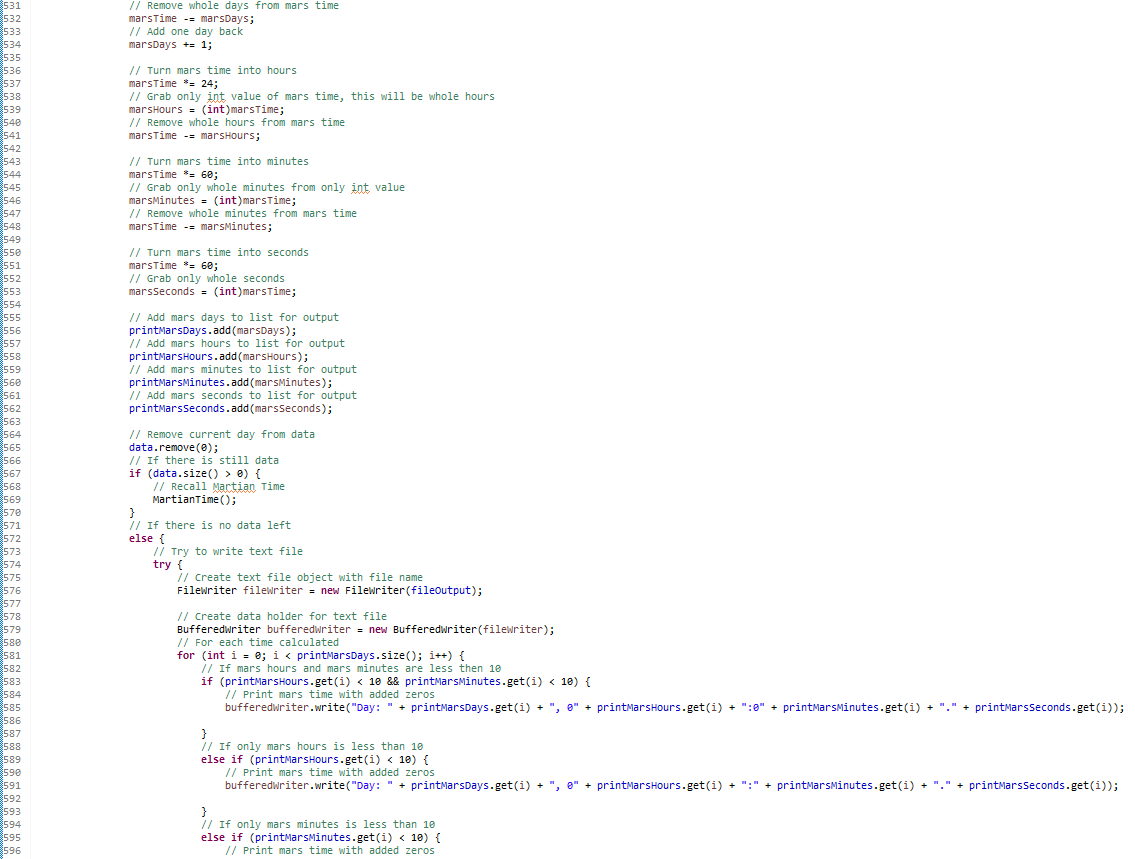 531 // Remove whole days from mars time
532 marsTime -= marsDays;
533 // Add one day back
534 marsDays += 1;
535
536 // Turn mars time into hours
537 marsTime *= 24;
538 // Grab only int value of mars time, this will be whole hours
539 marsHours = (int)marsTime;
540 // Remove whole hours from mars time
541 marsTime -= marsHours;
542
543 // Turn mars time into minutes
544 marsTime *= 60;
545 // Grab only whole minutes from only int value
546 marsMinutes = (int)marsTime;
547 // Remove whole minutes from mars time
548 marsTime -= marsMinutes;
549
550 // Turn mars time into seconds
551 marsTime *= 60;
552 // Grab only whole seconds
553 marsSeconds = (int)marsTime;
554
555 // Add mars days to list for output
556 printMarsDays.add(marsDays);
557 // Add mars hours to list for output
558 printMarsHours.add(marsHours);
559 // Add mars minutes to list for output
560 printMarsMinutes.add(marsMinutes);
561 // Add mars seconds to list for output
562 printMarsSeconds.add(marsSeconds);
563
564 // Remove current day from data
565 data.remove(0);
566 // If there is still data
567 if (data.size() > 0) {
568 // Recall Martian Time
569 MartianTime();
570 }
571 // If there is no data left
572 else {
573 // Try to write text file
574 try {
575 // Create text file object with file name
576 FileWriter fileWriter = new FileWriter(fileOutput);
577
578 // Create data holder for text file
579 BufferedWriter bufferedWriter = new BufferedWriter(fileWriter);
580 // For each time calculated
581 for (int i = 0; i < printMarsDays.size(); i++) {
582 // If mars hours and mars minutes are less then 10
583 if (printMarsHours.get(i) < 10 && printMarsMinutes.get(i) < 10) {
584 // Print mars time with added zeros
585 bufferedWriter.write("Day: " + printMarsDays.get(i) + ", 0" + printMarsHours.get(i) + ":0" + printMarsMinutes.get(i) + "." + printMarsSeconds.get(i));
586
587 }
588 // If only mars hours is less than 10
589 else if (printMarsHours.get(i) < 10) {
590 // Print mars time with added zeros
591 bufferedWriter.write("Day: " + printMarsDays.get(i) + ", 0" + printMarsHours.get(i) + ":" + printMarsMinutes.get(i) + "." + printMarsSeconds.get(i));
592
593 }
594 // If only mars minutes is less than 10
595 else if (printMarsMinutes.get(i) < 10) {
596 // Print mars time with added zeros